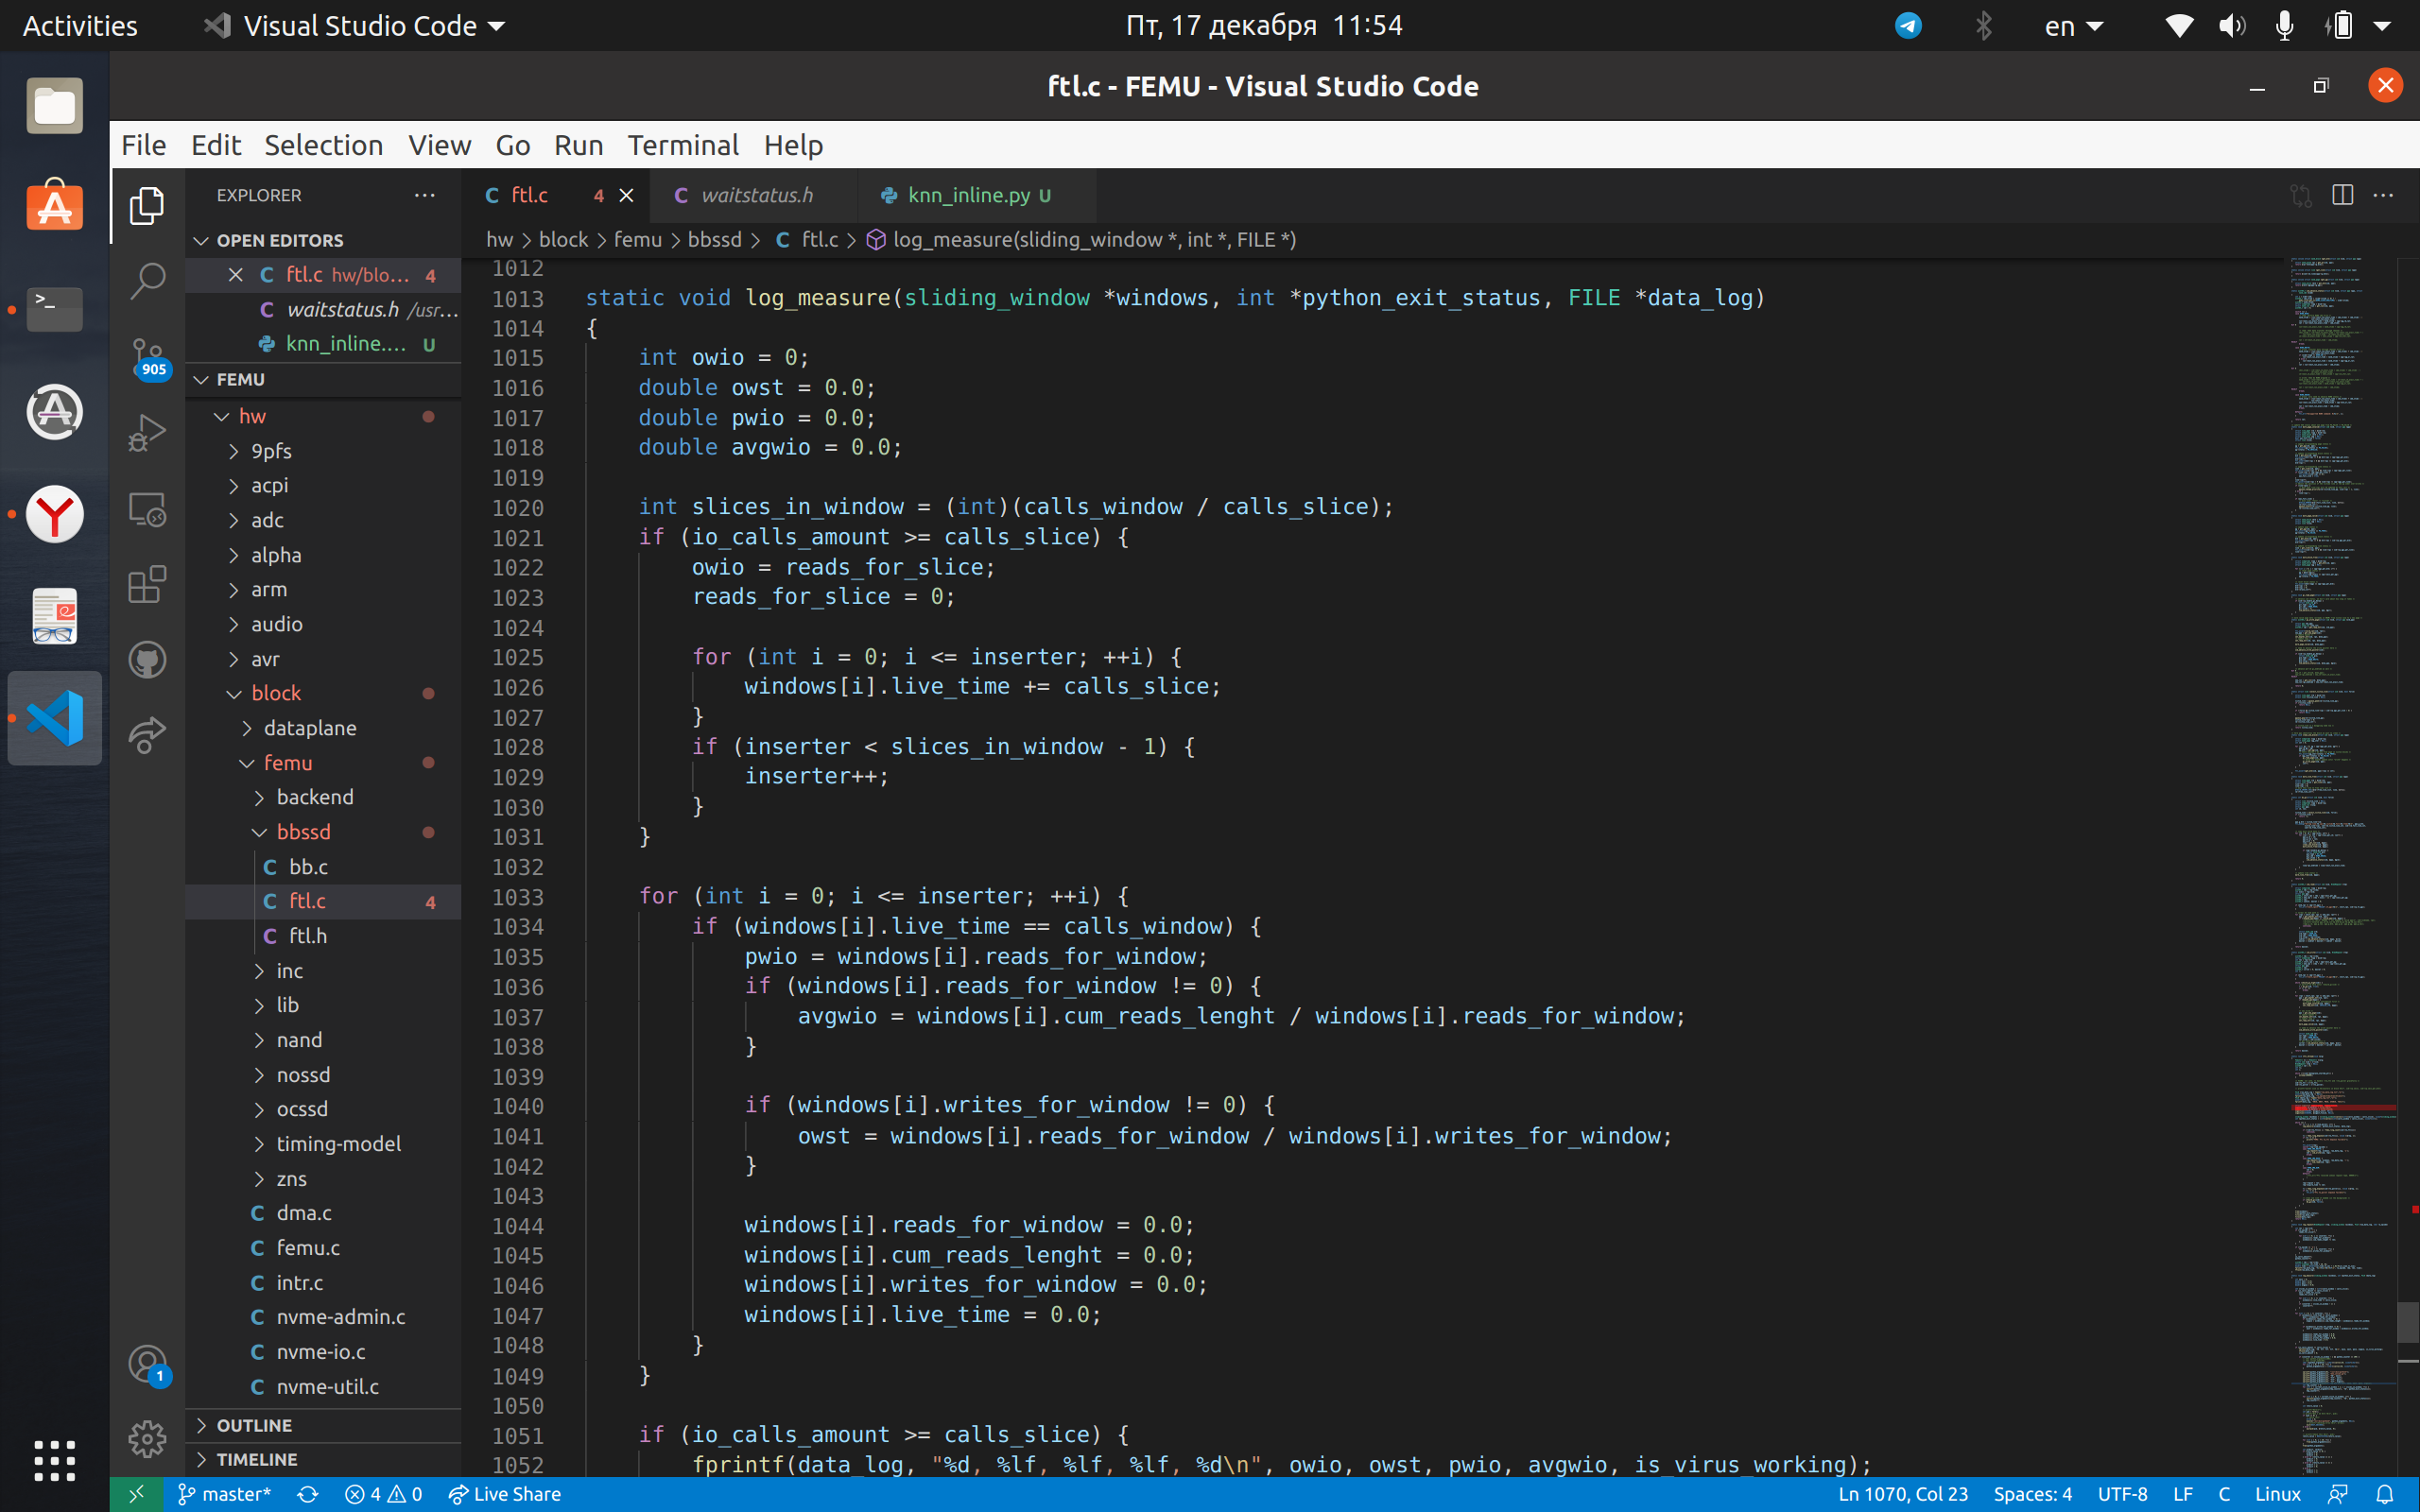 Activities Visual Studio Code Пт, 17 декабря 11:54 en
ftl.c - FEMU - Visual Studio Code
File Edit Selection View Go Run Terminal Help
EXPLORER
OPEN EDITORS
ftl.c hw/blo... 4
waitstatus.h /usr...
knn_inline.... U
FEMU
hw
9pfs
acpi
adc
alpha
arm
audio
avr
block
dataplane
femu
backend
bbssd
bb.c
ftl.c 4
ftl.h
inc
lib
nand
nossd
ocssd
timing-model
zns
dma.c
femu.c
intr.c
nvme-admin.c
nvme-io.c
nvme-util.c
OUTLINE
TIMELINE
905
1
ftl.c 4 waitstatus.h knn_inline.py U
hw > block > femu > bbssd > C ftl.c > log_measure(sliding_window *, int *, FILE *)
1012
1013 static void log_measure(sliding_window *windows, int *python_exit_status, FILE *data_log)
1014 {
1015 int owio = 0;
1016 double owst = 0.0;
1017 double pwio = 0.0;
1018 double avgwio = 0.0;
1019
1020 int slices_in_window = (int)(calls_window / calls_slice);
1021 if (io_calls_amount >= calls_slice) {
1022 owio = reads_for_slice;
1023 reads_for_slice = 0;
1024
1025 for (int i = 0; i <= inserter; ++i) {
1026 windows[i].live_time += calls_slice;
1027 }
1028 if (inserter < slices_in_window - 1) {
1029 inserter++;
1030 }
1031 }
1032
1033 for (int i = 0; i <= inserter; ++i) {
1034 if (windows[i].live_time == calls_window) {
1035 pwio = windows[i].reads_for_window;
1036 if (windows[i].reads_for_window != 0) {
1037 avgwio = windows[i].cum_reads_lenght / windows[i].reads_for_window;
1038 }
1039
1040 if (windows[i].writes_for_window != 0) {
1041 owst = windows[i].reads_for_window / windows[i].writes_for_window;
1042 }
1043
1044 windows[i].reads_for_window = 0.0;
1045 windows[i].cum_reads_lenght = 0.0;
1046 windows[i].writes_for_window = 0.0;
1047 windows[i].live_time = 0.0;
1048 }
1049 }
1050
1051 if (io_calls_amount >= calls_slice) {
1052 fprintf(data_log, "%d, %lf, %lf, %lf, %d\n", owio, owst, pwio, avgwio, is_virus_working);
master* 4 0 Live Share Ln 1070, Col 23 Spaces: 4 UTF-8 LF C Linux